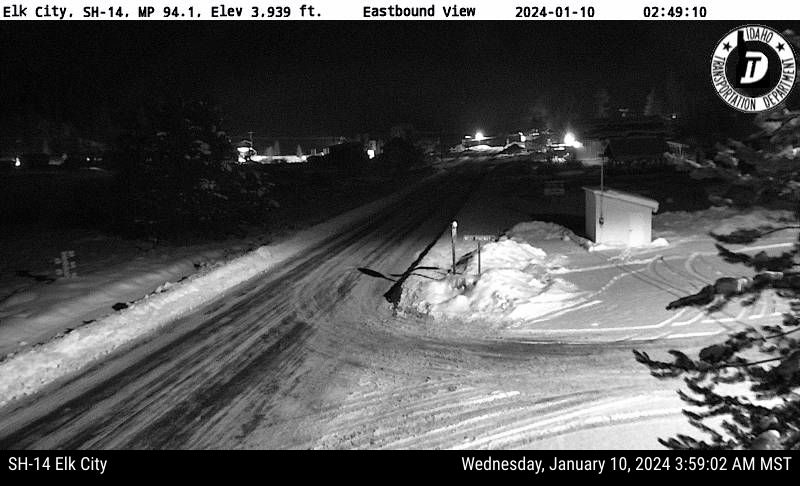 Elk City, SH-14, MP 94.1, Elev 3,939 ft. Eastbound View 2024-01-10 02:49:10
IDAHO
TRANSPORTATION DEPARTMENT
SH-14 Elk City
Wednesday, January 10, 2024 3:59:02 AM MST